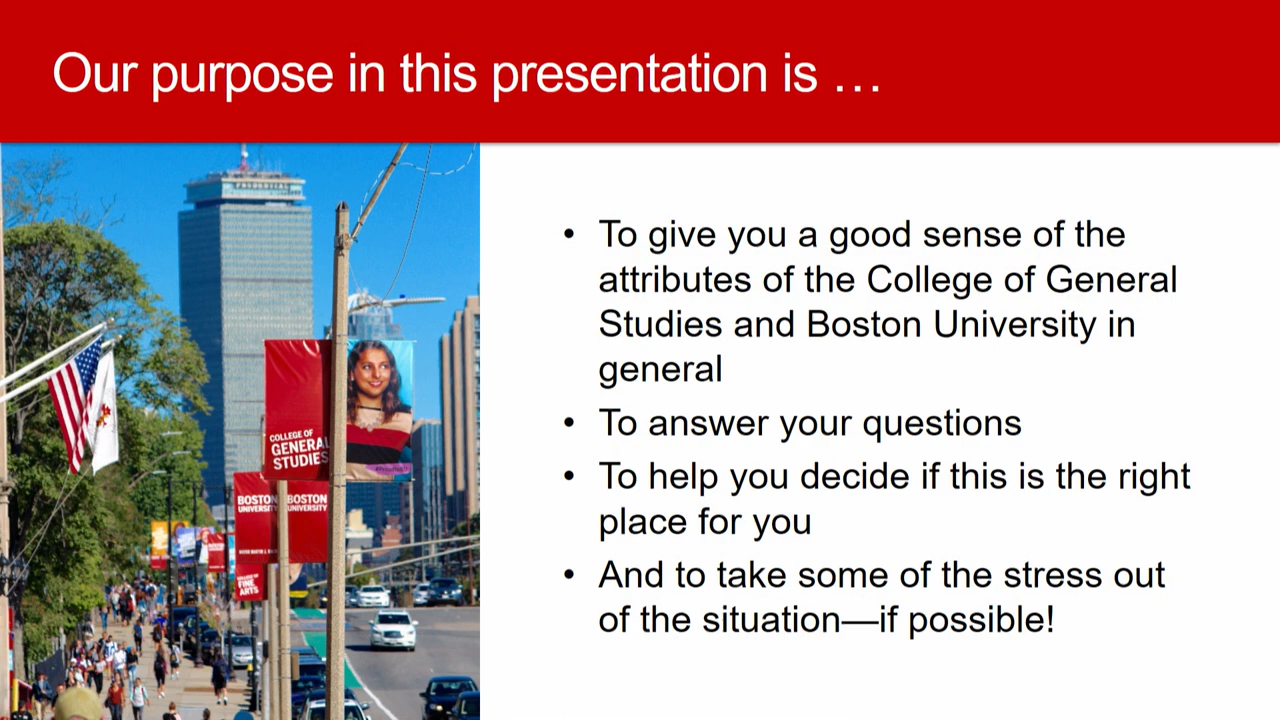 Our purpose in this presentation is …
PRUDENTIAL
COLLEGE OF
GENERAL
STUDIES
BOSTON
UNIVERSITY
BOSTON
UNIVERSITY
COLLEGE OF
FINE
ARTS
• To give you a good sense of the
attributes of the College of General
Studies and Boston University in
general
• To answer your questions
• To help you decide if this is the right
place for you
• And to take some of the stress out
of the situation—if possible!